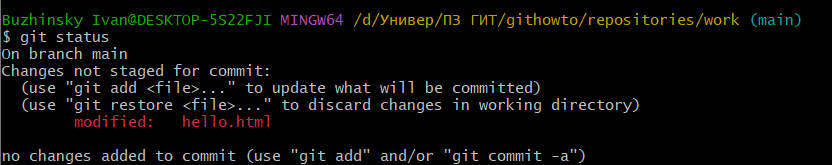 Buzhinsky Ivan@DESKTOP-5S22FJI MINGW64 /d/Универ/ПЗ ГИТ/githowto/repositories/work (main)
$ git status
On branch main
Changes not staged for commit:
  (use "git add <file>..." to update what will be committed)
  (use "git restore <file>..." to discard changes in working directory)
        modified:   hello.html
no changes added to commit (use "git add" and/or "git commit -a")